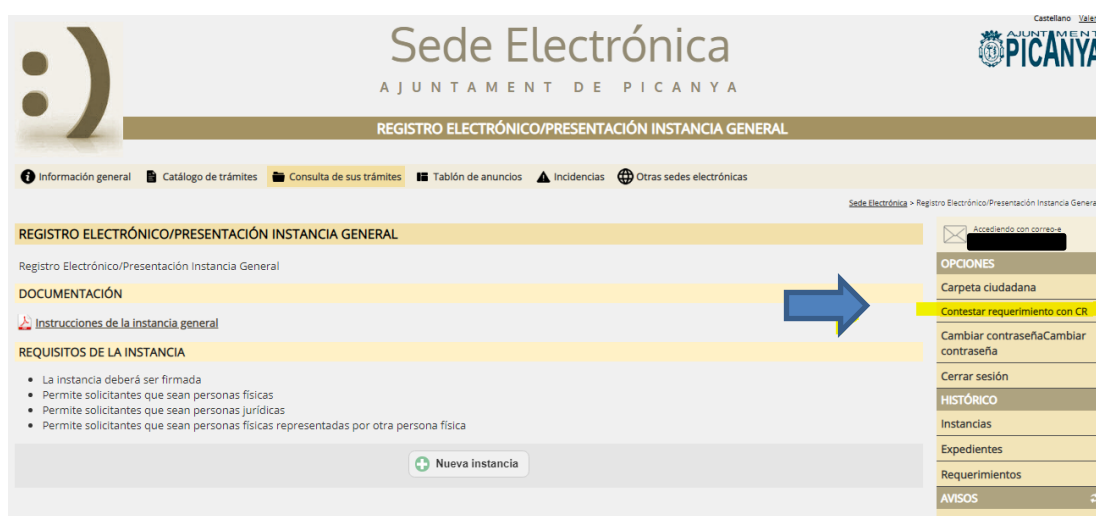 Castellano
Sede Electrónica
AJUNTAMENT DE PICANYA
AJUNTAMENT
PICANYA
REGISTRO ELECTRÓNICO/PRESENTACIÓN INSTANCIA GENERAL
Información general Catálogo de trámites Consulta de sus trámites Tablón de anuncios Incidencias Otras sedes electrónicas
Sede Electrónica > Registro Electrónico/Presentación Instancia Genera
REGISTRO ELECTRÓNICO/PRESENTACIÓN INSTANCIA GENERAL
Registro Electrónico/Presentación Instancia General
DOCUMENTACIÓN
Instrucciones de la instancia general
REQUISITOS DE LA INSTANCIA
La instancia deberá ser firmada
Permite solicitantes que sean personas físicas
Permite solicitantes que sean personas jurídicas
Permite solicitantes que sean personas físicas representadas por otra persona física
Nueva instancia
Accediendo con correo-e
OPCIONES
Carpeta ciudadana
Contestar requerimiento con CR
Cambiar contraseñaCambiar
contraseña
Cerrar sesión
HISTÓRICO
Instancias
Expedientes
Requerimientos
AVISOS